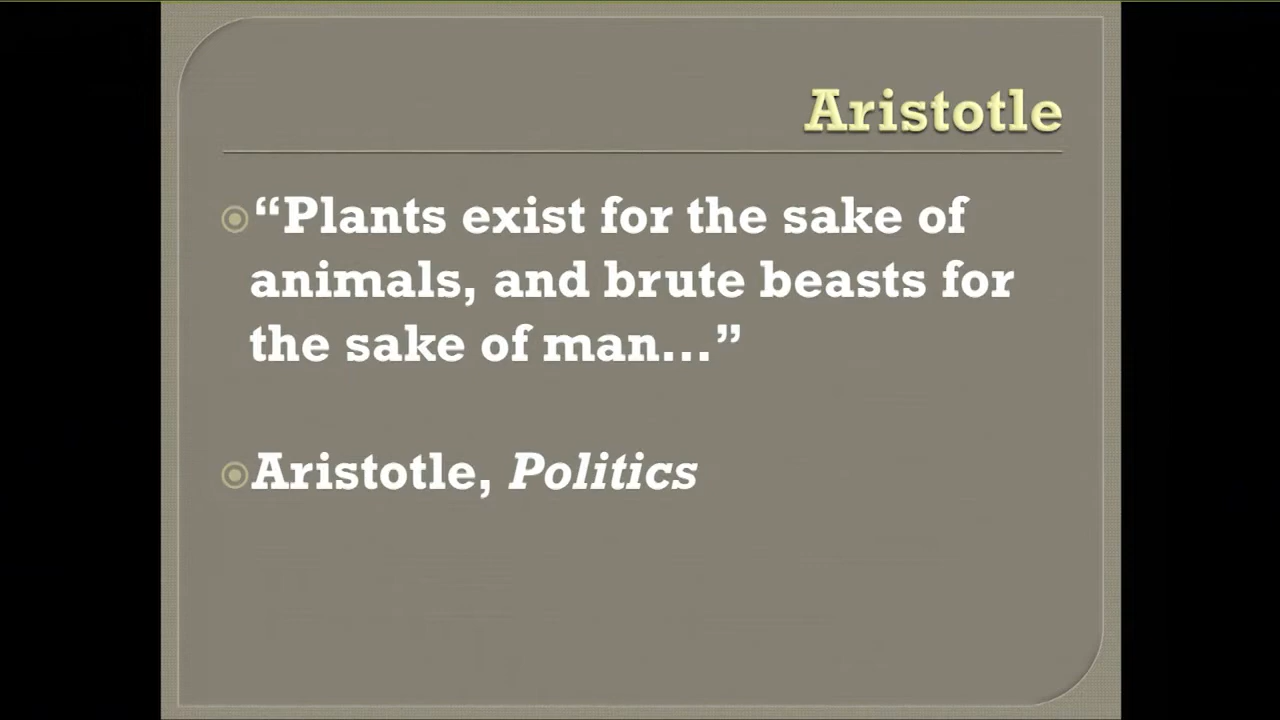 Aristotle
“Plants exist for the sake of
animals, and brute beasts for
the sake of man...”
Aristotle, Politics